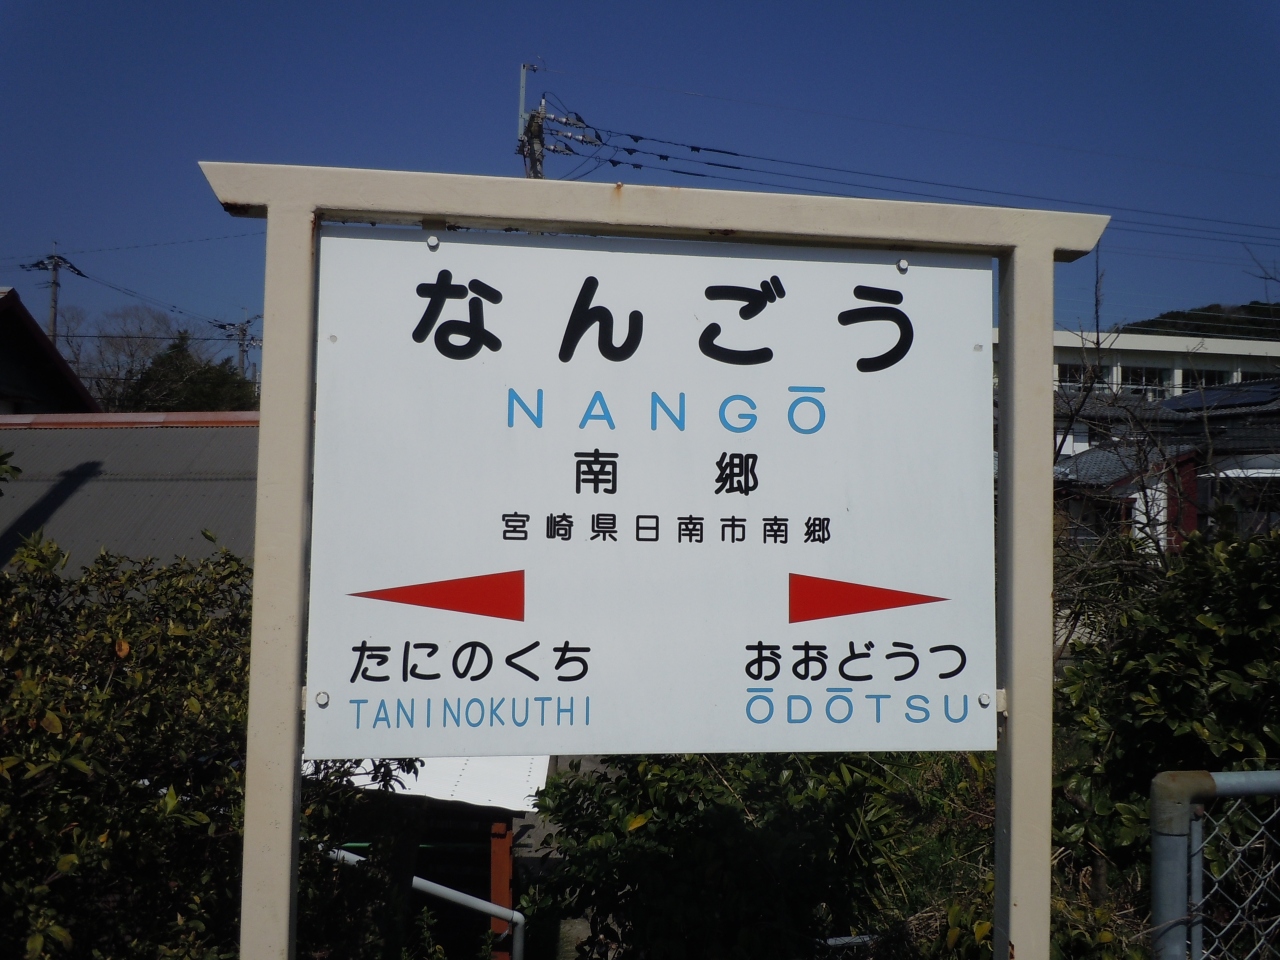 なんごう
NANGŌ
南郷
宮崎県日南市南郷
たにのくち おおどうつ
TANINOKUTHI ŌDŌTSU